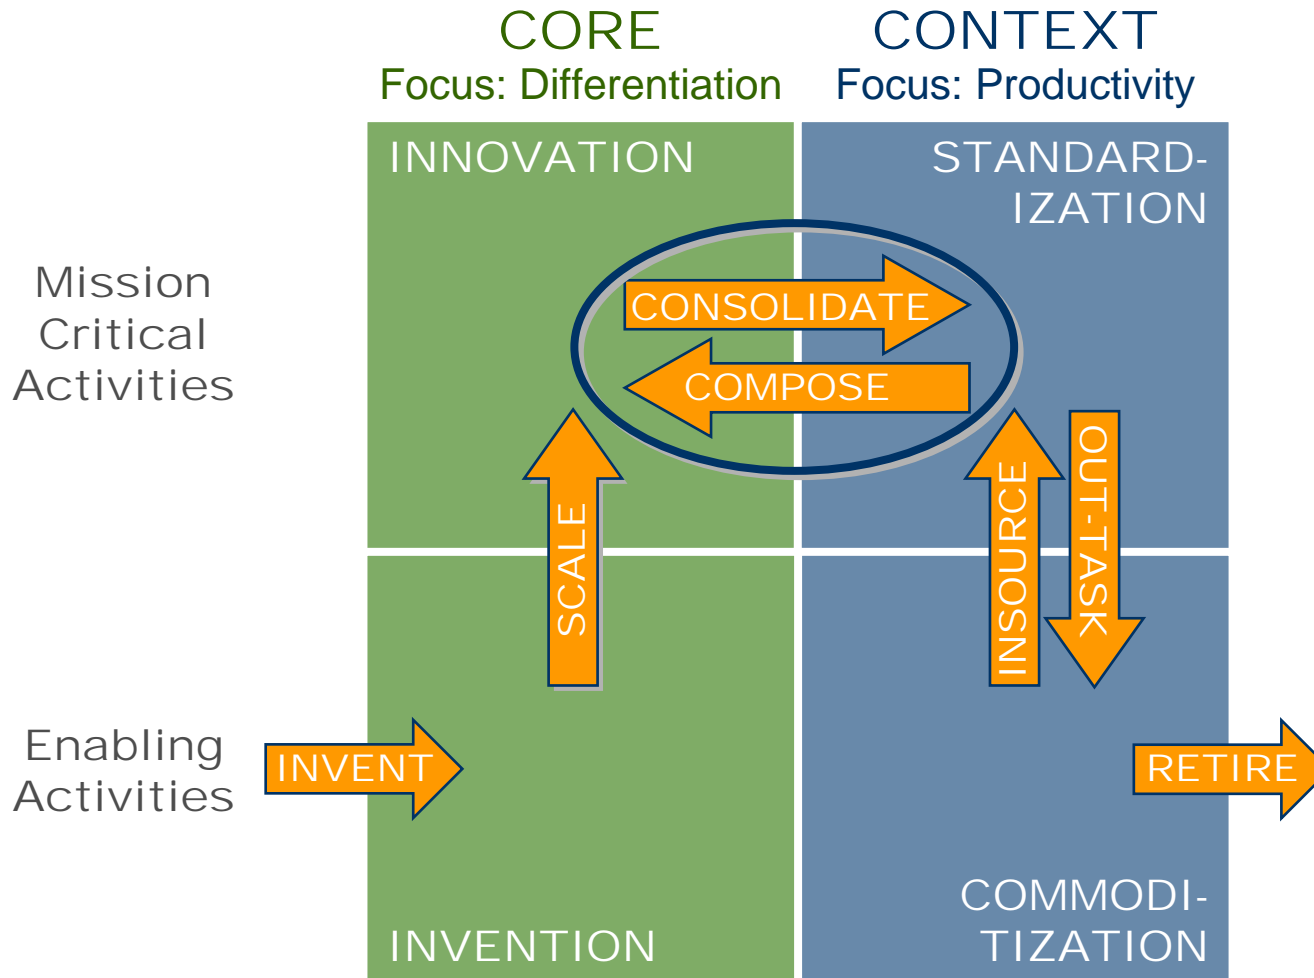 CORE
Focus: Differentiation
CONTEXT
Focus: Productivity
INNOVATION
STANDARD-
IZATION
Mission
Critical
Activities
CONSOLIDATE
COMPOSE
SCALE
INSOURCE
OUT-TASK
Enabling
Activities
INVENT
RETIRE
INVENTION
COMMODI-
TIZATION